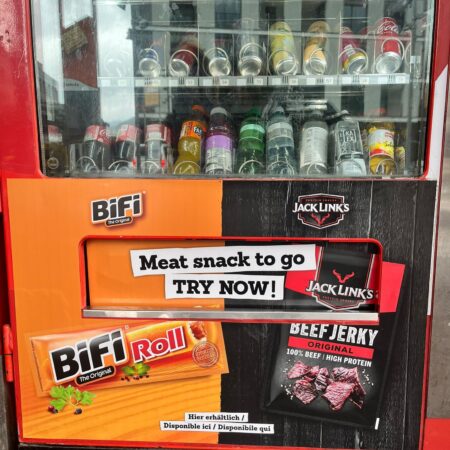 BiFi
The Original
JACK LINK'S
Meat snack to go
TRY NOW!
JACK LINK'S
BiFi Roll
The Original
BEEF JERKY
ORIGINAL
100% BEEF | HIGH PROTEIN
Hier erhältlich /
Disponible ici / Disponibile qui